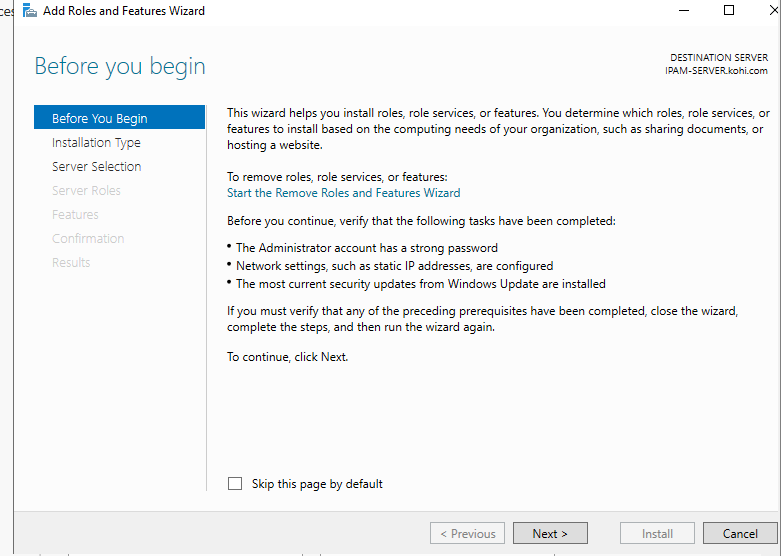 ces
Add Roles and Features Wizard
Before you begin
DESTINATION SERVER
IPAM-SERVER.kohi.com
Before You Begin
Installation Type
Server Selection
Server Roles
Features
Confirmation
Results
This wizard helps you install roles, role services, or features. You determine which roles, role services, or
features to install based on the computing needs of your organization, such as sharing documents, or
hosting a website.
To remove roles, role services, or features:
Start the Remove Roles and Features Wizard
Before you continue, verify that the following tasks have been completed:
• The Administrator account has a strong password
• Network settings, such as static IP addresses, are configured
• The most current security updates from Windows Update are installed
If you must verify that any of the preceding prerequisites have been completed, close the wizard,
complete the steps, and then run the wizard again.
To continue, click Next.
Skip this page by default
< Previous
Next >
Install
Cancel